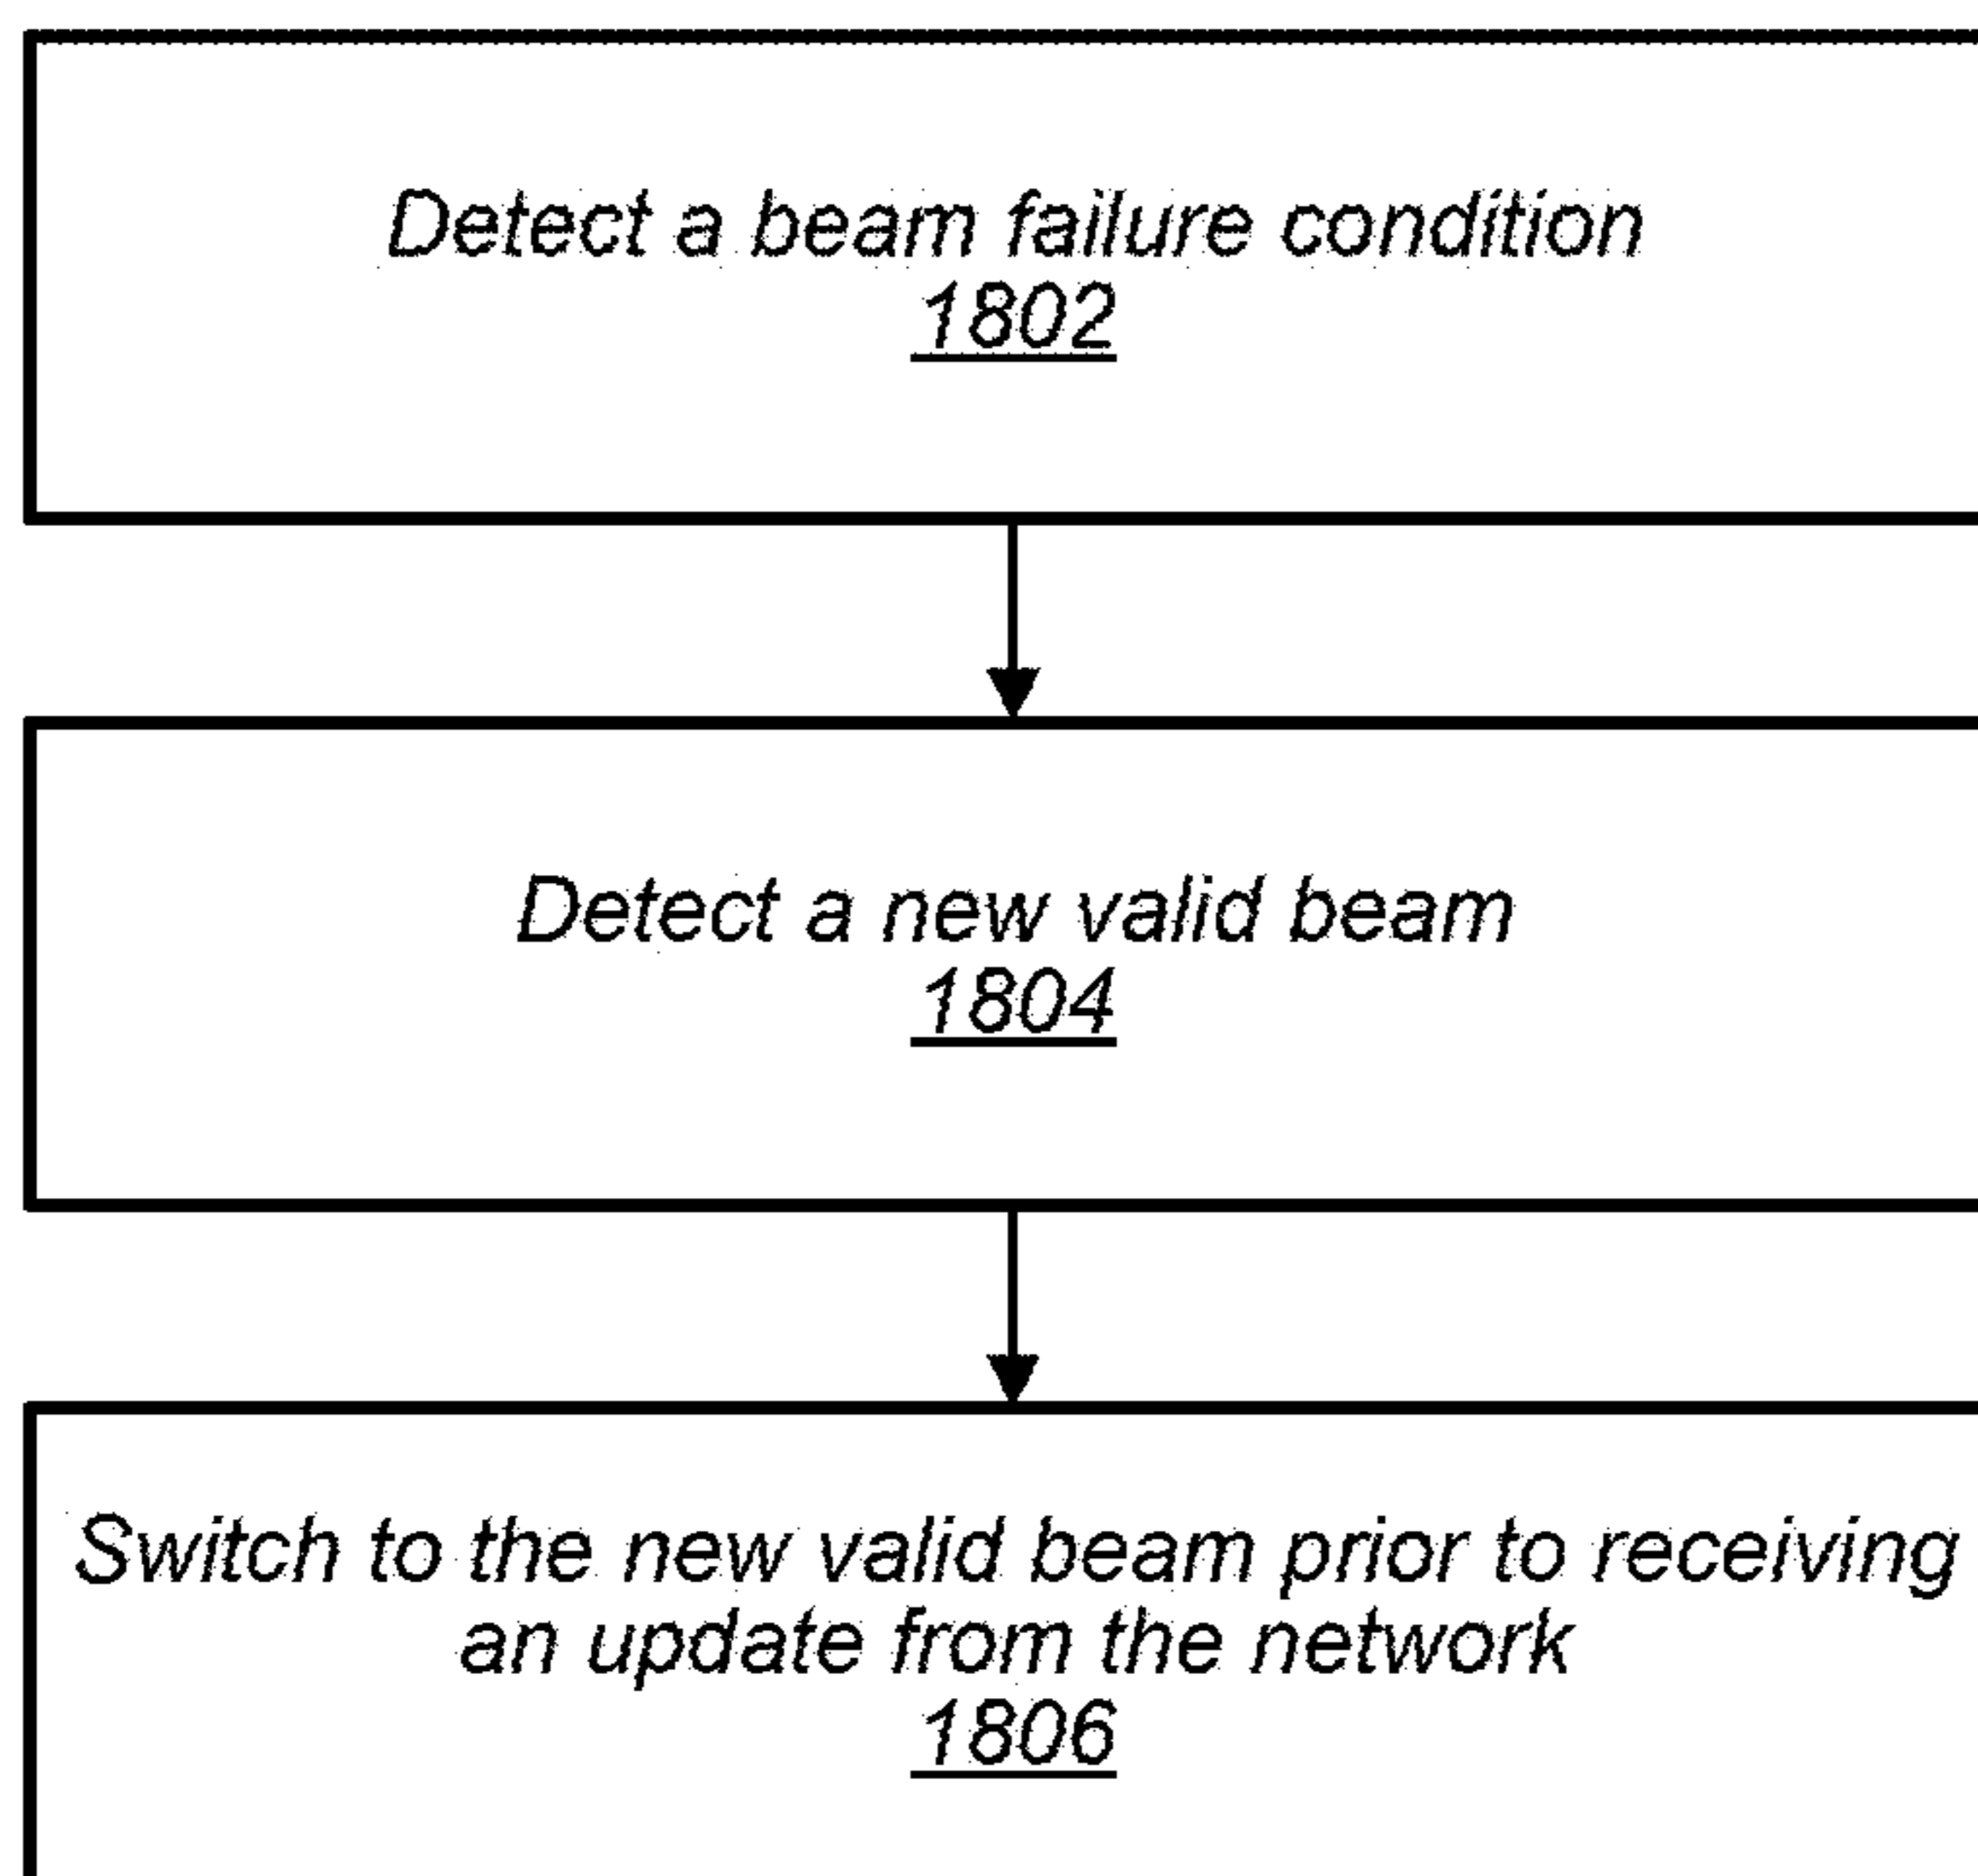 Detect a beam failure condition
1802
Detect a new valid beam
1804
Switch to the new valid beam prior to receiving
an update from the network
1806